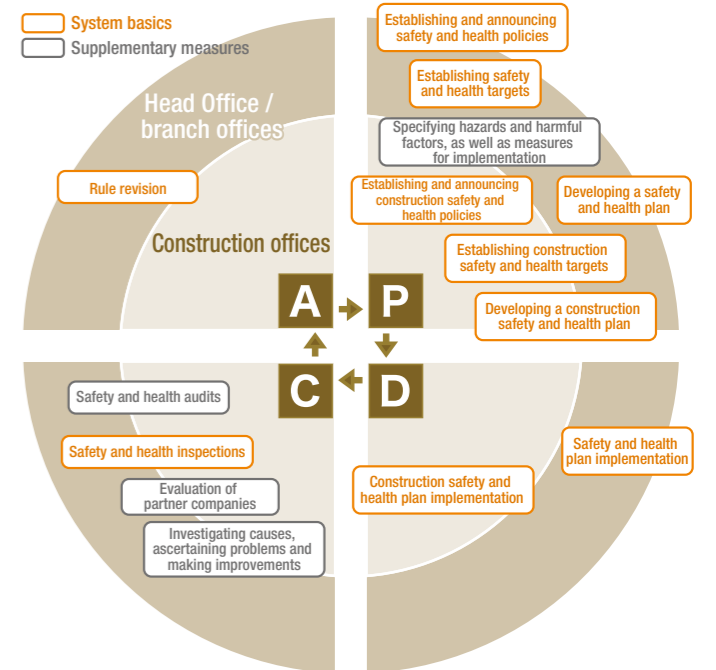 System basics
Supplementary measures
Head Office /
branch offices
Rule revision
Construction offices
Establishing and announcing
safety and health policies
Establishing safety
and health targets
Specifying hazards and harmful
factors, as well as measures
for implementation
Establishing and announcing
construction safety and
health policies
Developing a safety
and health plan
Establishing construction
safety and health targets
Developing a construction
safety and health plan
A
P
C
D
Safety and health audits
Safety and health inspections
Evaluation of
partner companies
Investigating causes,
ascertaining problems and
making improvements
Construction safety and
health plan implementation
Safety and health
plan implementation